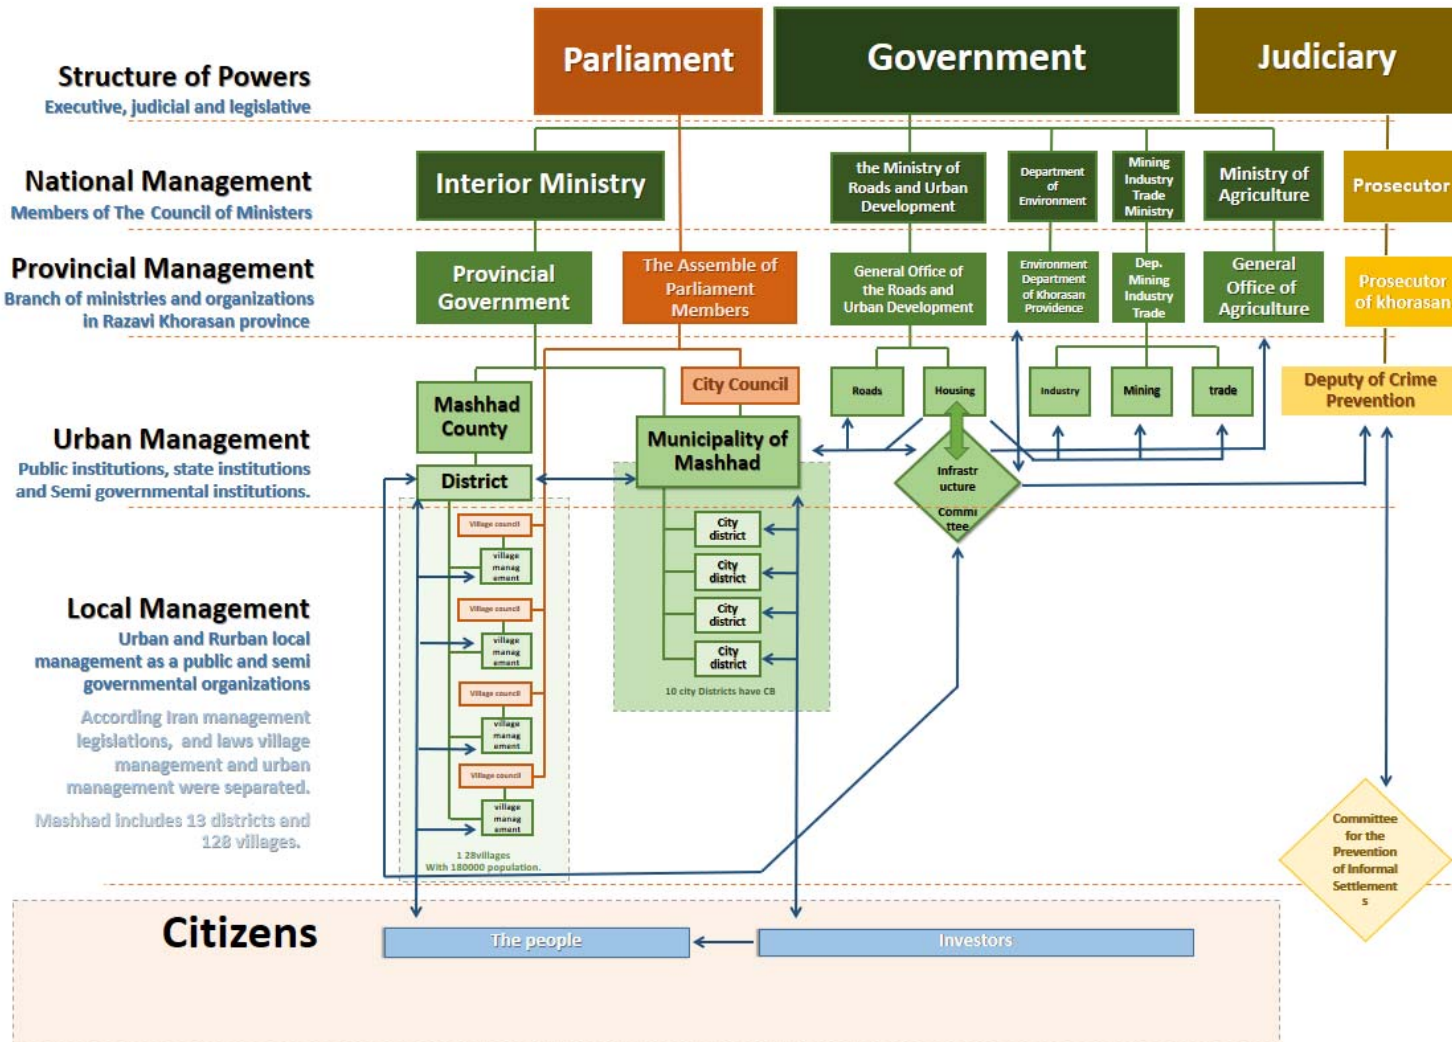 Parliament
Government
Judiciary
Structure of Powers
Executive, judicial and legislative
National Management
Members of The Council of Ministers
Interior Ministry
the Ministry of
Roads and Urban
Development
Department
of
Environment
Mining
Industry
Trade
Ministry
Ministry of
Agriculture
Prosecutor
Provincial Management
Branch of ministries and organizations
in Razavi Khorasan province
Provincial
Government
The Assemble of
Parliament
Members
General Office of
the Roads and
Urban Development
Environment
Department
of Khorasan
Providence
Dep.
Mining
Industry
Trade
General
Office of
Agriculture
Prosecutor
of khorasan
Urban Management
Public institutions, state institutions
and Semi governmental institutions.
Mashhad
County
City Council
Roads
Housing
Industry
Mining
trade
Deputy of Crime
Prevention
Municipality of
Mashhad
District
Infrastr
ucture
Commi
ttee
Local Management
Urban and Rurban local
management as a public and semi
governmental organizations
According Iran management
legislations, and laws village
management and urban
management were separated.
Mashhad includes 13 districts and
128 villages.
Village council
village
manag
ement
Village council
village
manag
ement
Village council
village
manag
ement
Village council
village
manag
ement
1 28villages
With 180000 population.
City
district
City
district
City
district
City
district
10 city Districts have CB
Committee
for the
Prevention
of Informal
Settlement
s
Citizens
The people
Investors